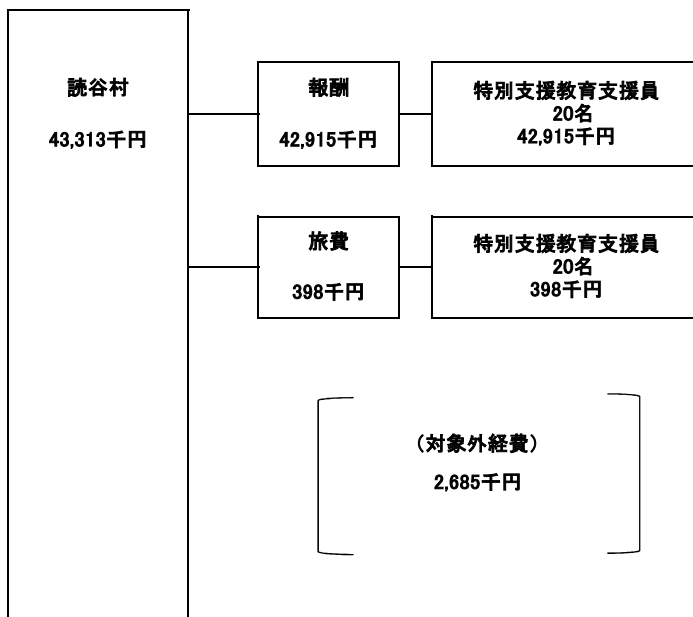 読谷村
43,313千円
報酬
42,915千円
特別支援教育支援員
20名
42,915千円
旅費
398千円
特別支援教育支援員
20名
398千円
（対象外経費）
2,685千円